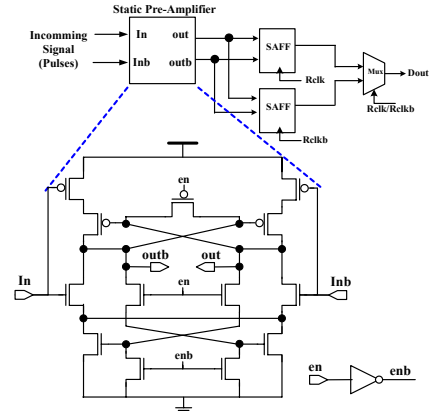 Static Pre-Amplifier
Incomming
Signal
(Pulses)
In
out
Inb
outb
SAFF
Rclk
SAFF
Rclkb
Mux
Dout
Rclk/Rclkb
en
outb
out
In
en
Inb
enb
en
enb